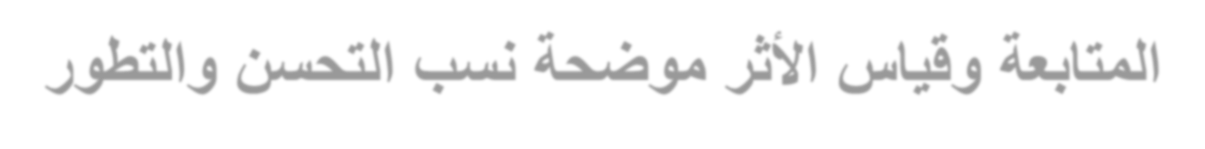 المتابعة وقياس الأثر موضحة نسب التحسن والتطور